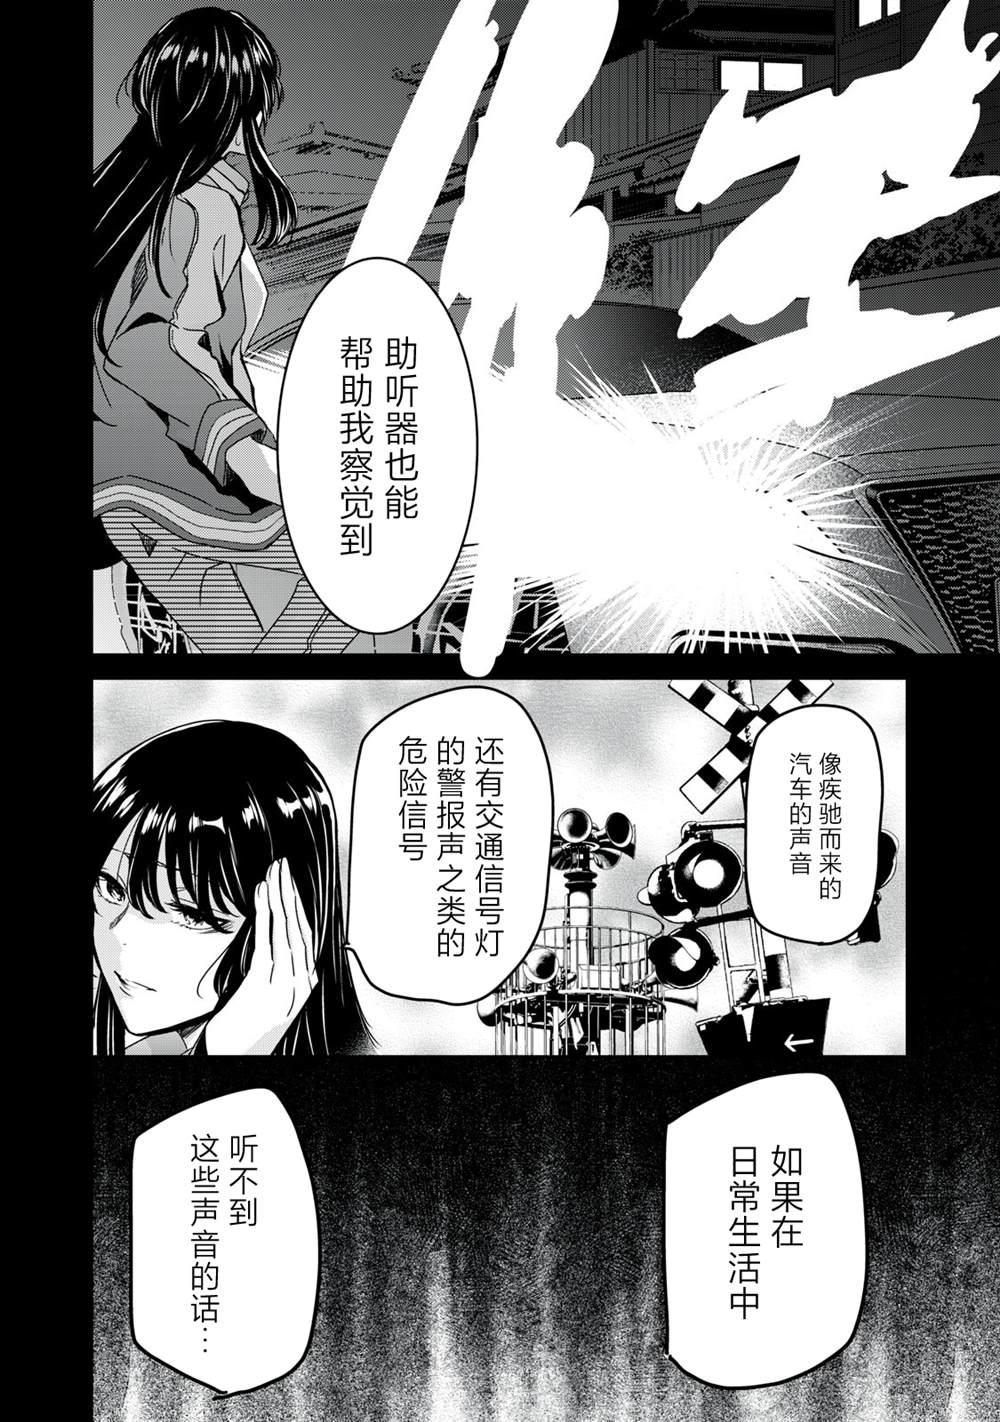 助听器也能
帮助我察觉到
像疾驰而来的
汽车的声音
还有交通信号灯
的警报声之类的
危险信号
如果在
日常生活中
听不到
这些声音的话…